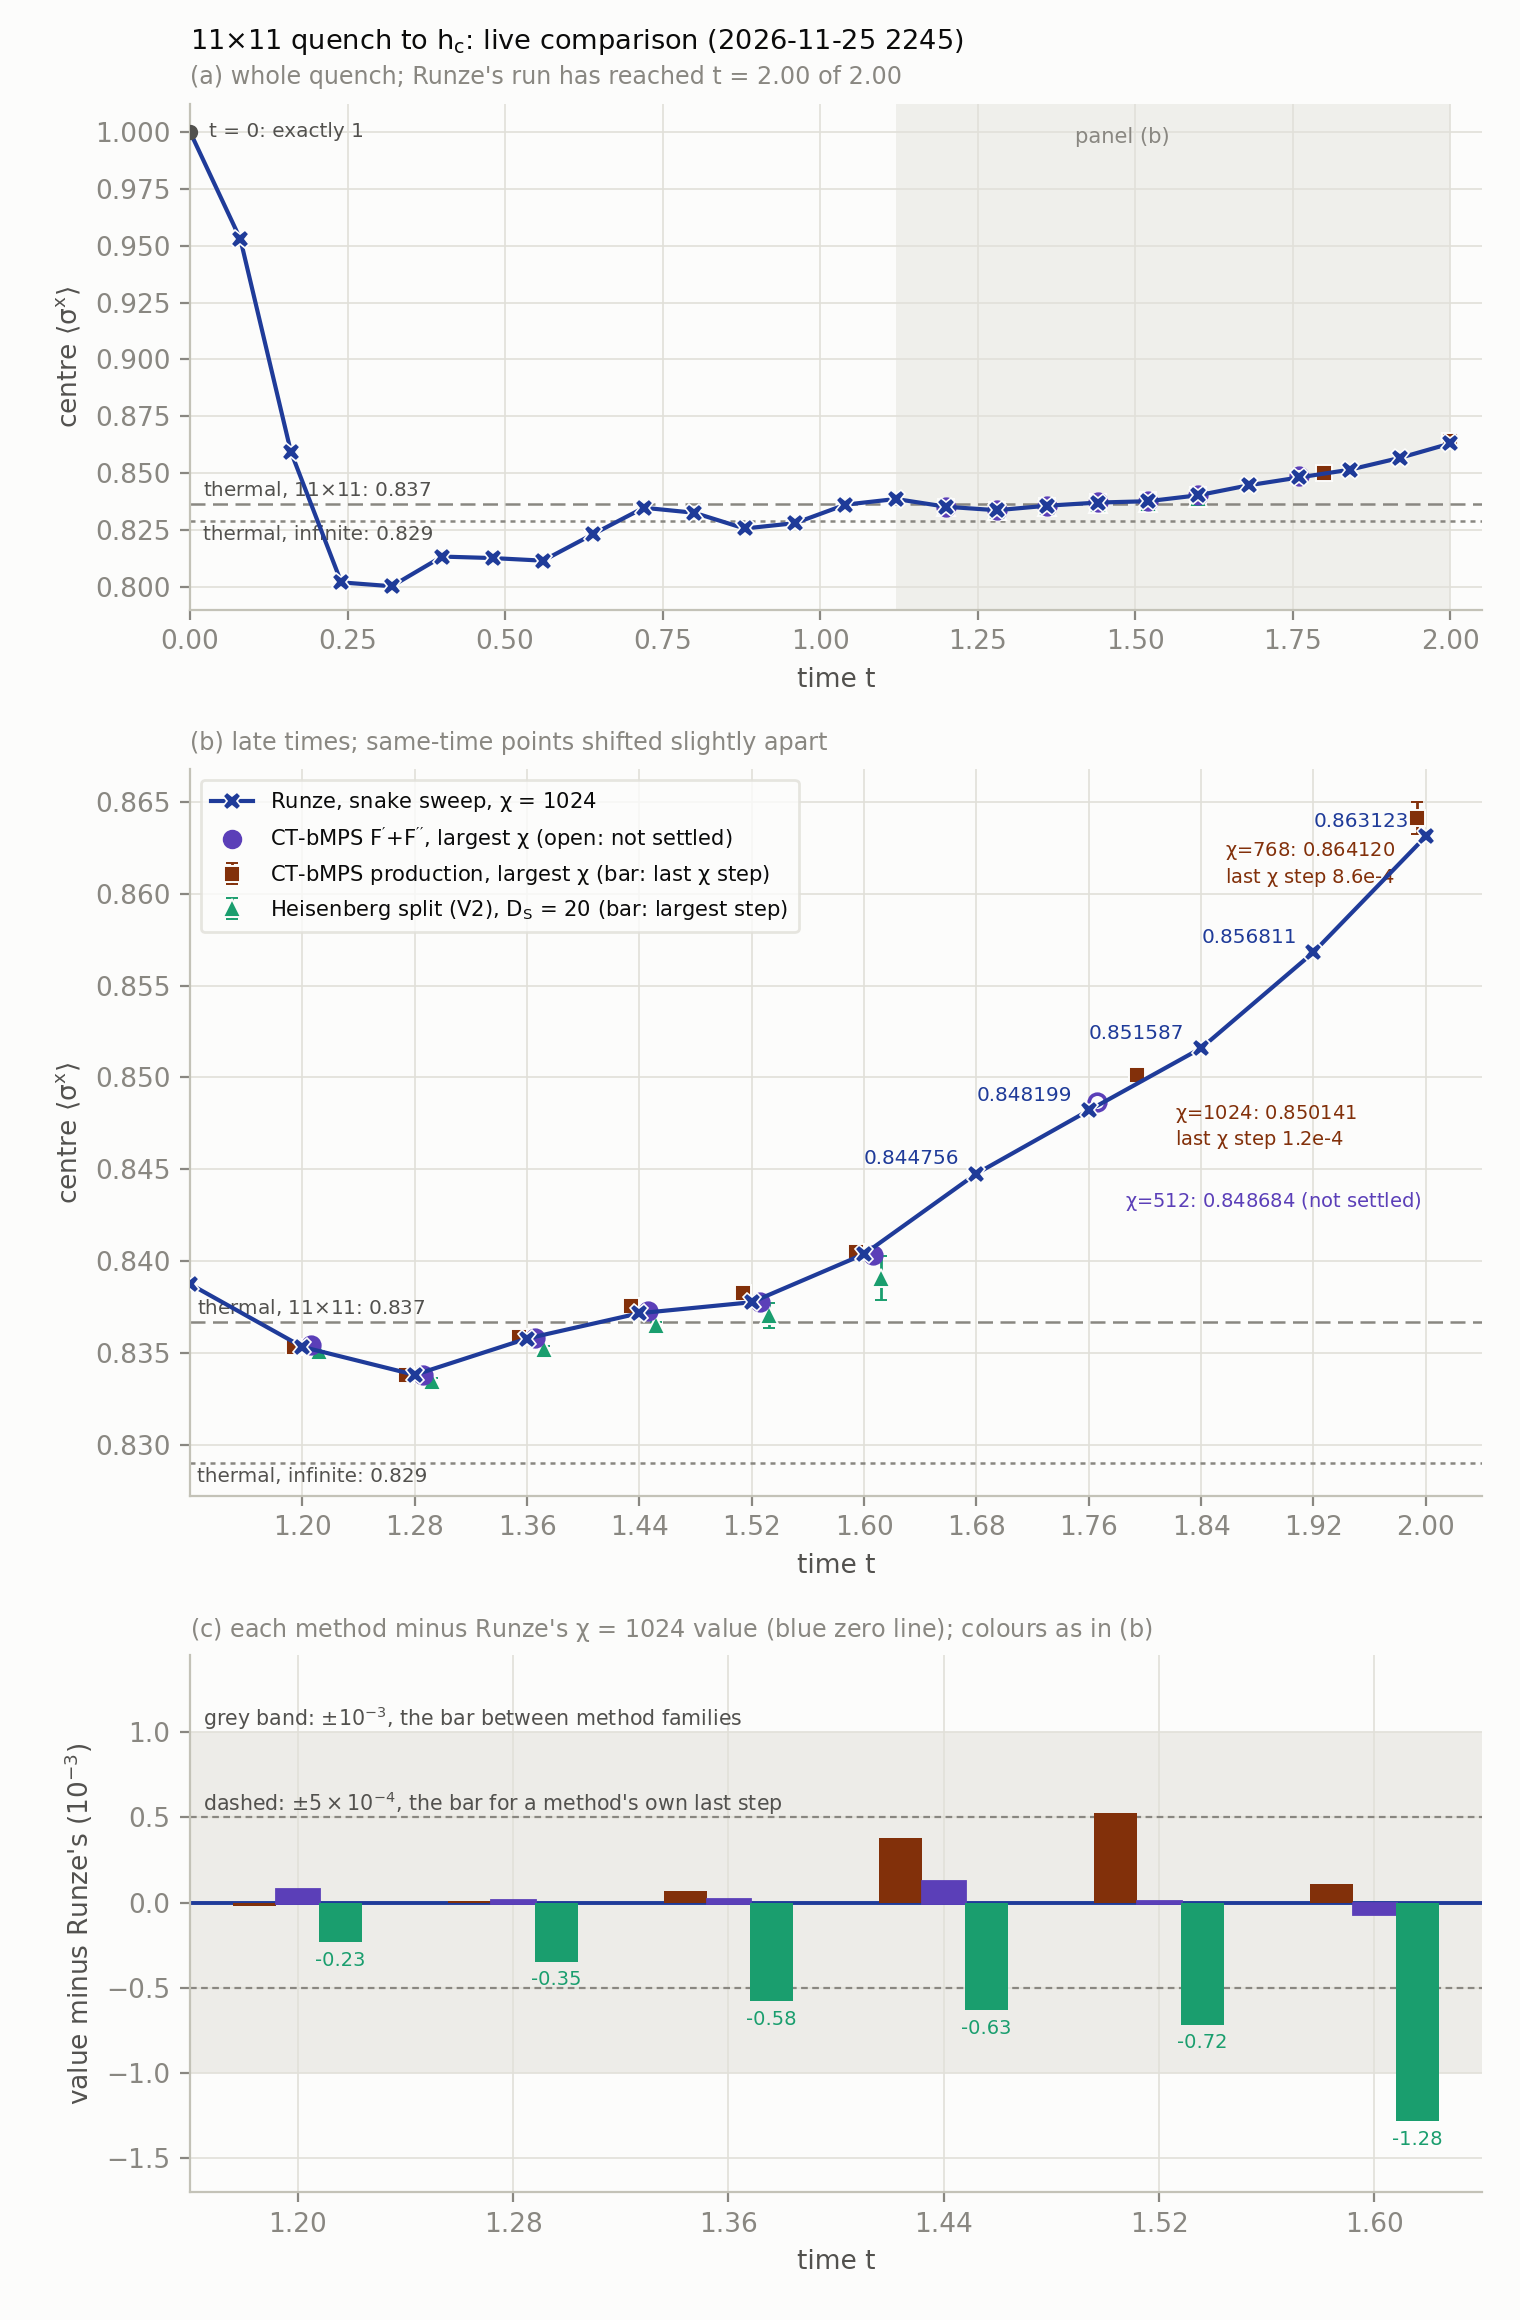 11×11 quench to hc: live comparison (2026-11-25 2245)
(a) whole quench; Runze's run has reached t = 2.00 of 2.00
1.000
0.975
0.950
0.925
0.900
0.875
0.850
0.825
0.800
centre ⟨σˣ⟩
t = 0: exactly 1
panel (b)
thermal, 11×11: 0.837
thermal, infinite: 0.829
0.00 0.25 0.50 0.75 1.00 1.25 1.50 1.75 2.00
time t
(b) late times; same-time points shifted slightly apart
Runze, snake sweep, χ = 1024
CT-bMPS F′+F″, largest χ (open: not settled)
CT-bMPS production, largest χ (bar: last χ step)
Heisenberg split (V2), DS = 20 (bar: largest step)
0.865
0.860
0.855
0.850
0.845
0.840
0.835
0.830
centre ⟨σˣ⟩
0.863123
χ=768: 0.864120
last χ step 8.6e-4
0.856811
0.851587
0.848199
χ=1024: 0.850141
last χ step 1.2e-4
0.844756
χ=512: 0.848684 (not settled)
thermal, 11×11: 0.837
thermal, infinite: 0.829
1.20 1.28 1.36 1.44 1.52 1.60 1.68 1.76 1.84 1.92 2.00
time t
(c) each method minus Runze's χ = 1024 value (blue zero line); colours as in (b)
grey band: ±10⁻³, the bar between method families
dashed: ±5 × 10⁻⁴, the bar for a method's own last step
1.0
0.5
0.0
−0.5
−1.0
−1.5
value minus Runze's (10⁻³)
-0.23
-0.35
-0.58
-0.63
-0.72
-1.28
1.20 1.28 1.36 1.44 1.52 1.60
time t